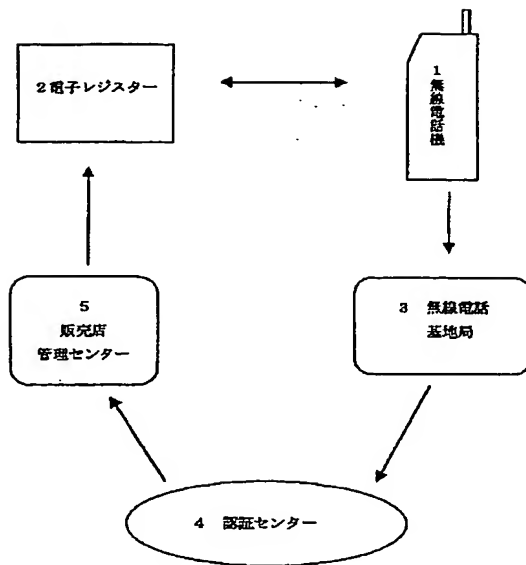 2電子レジスター
1
無線電話機
5
販売店
管理センター
3 無線電話
基地局
4 認証センター